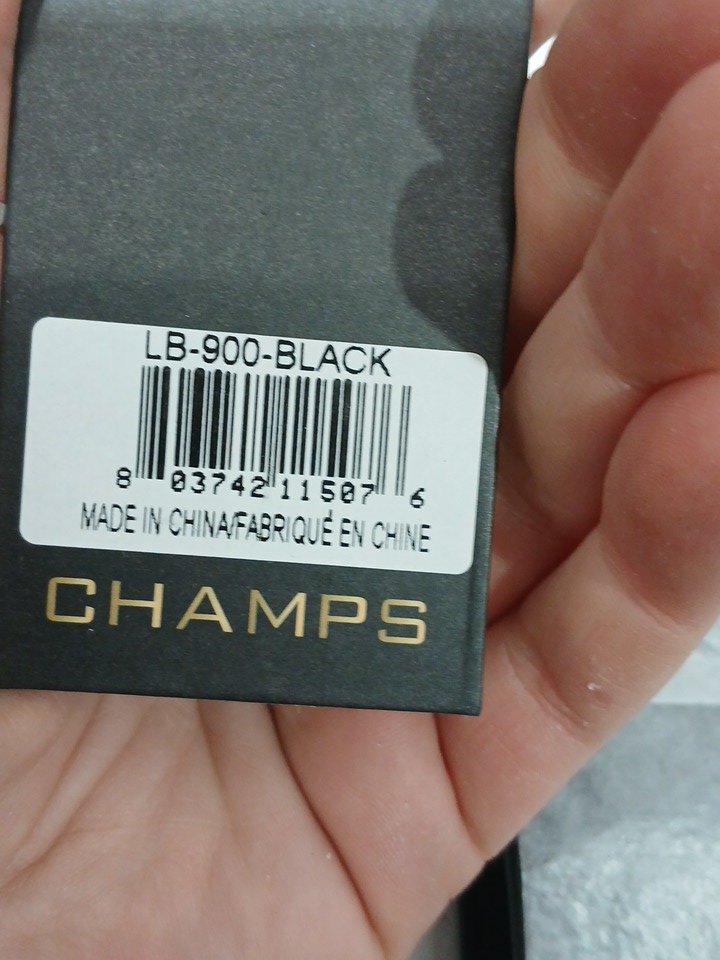 LB-900-BLACK
8 03742 11507 6
MADE IN CHINA/FABRIQUÉ EN CHINE
CHAMPS